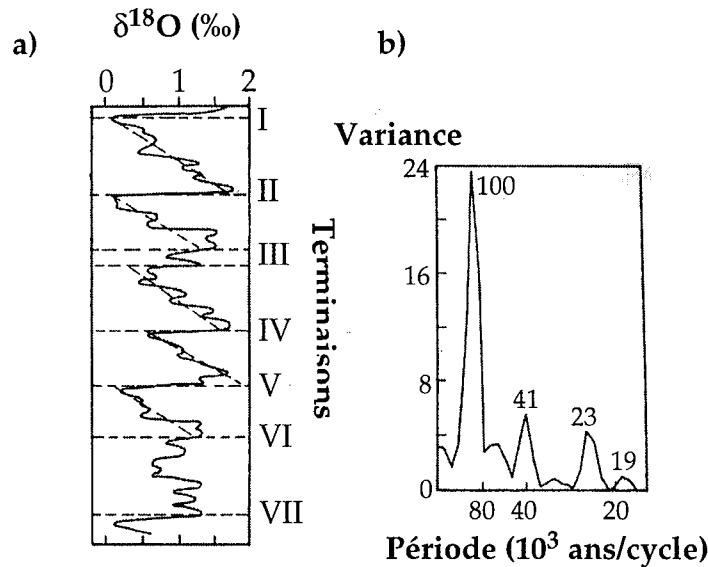 a)
δ¹⁸O (‰)
0 1 2
I
II
III
IV
V
VI
VII
Terminaisons
b)
Variance
24
16
8
0
100
41
23
19
80 40 20
Période (10³ ans/cycle)